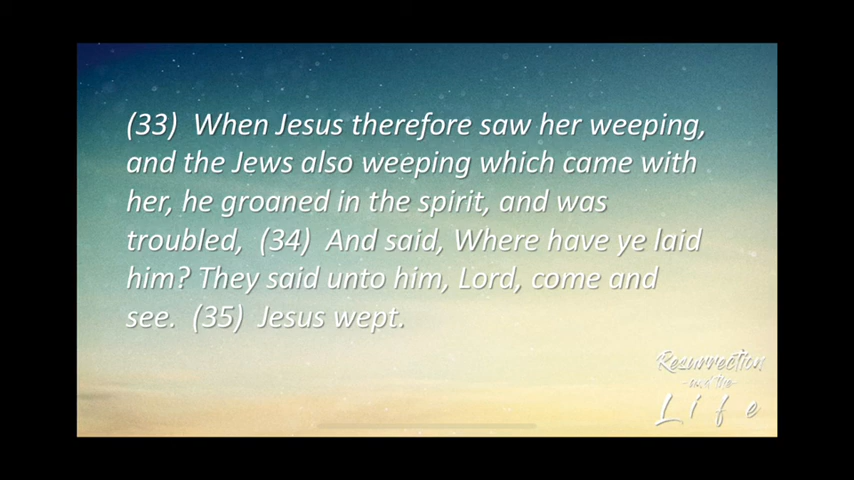 (33) When Jesus therefore saw her weeping,
and the Jews also weeping which came with
her, he groaned in the spirit, and was
troubled, (34) And said, Where have ye laid
him? They said unto him, Lord, come and
see. (35) Jesus wept.
Resurrection
-and the-
Life